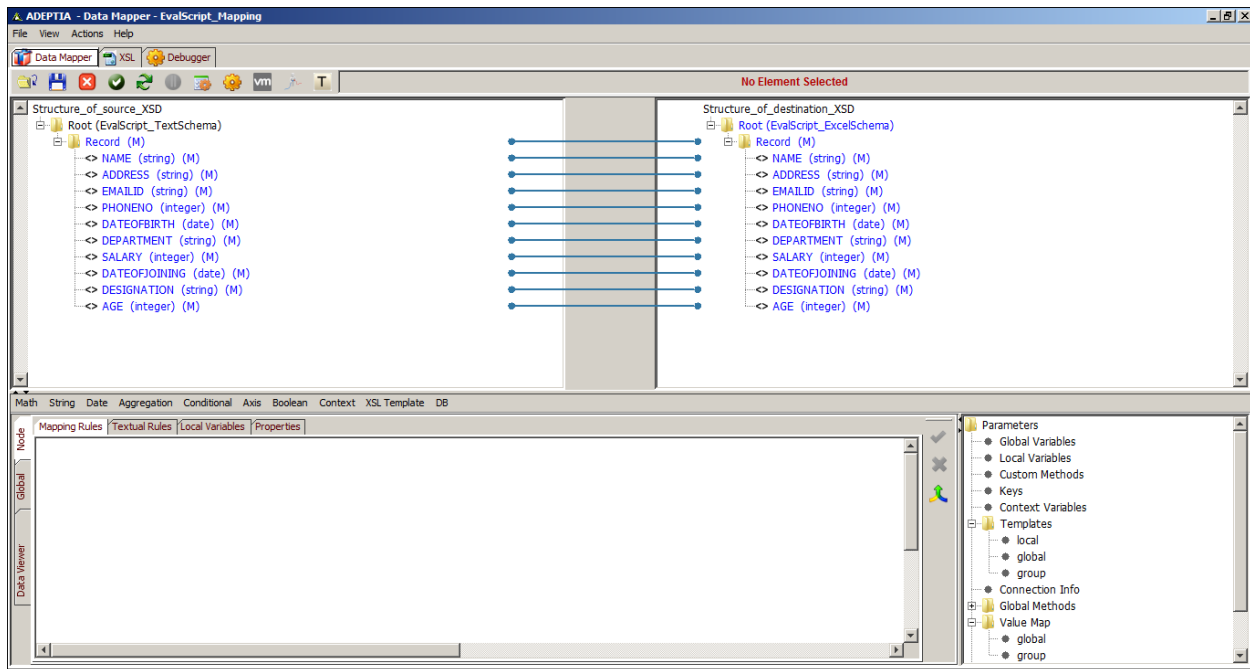 ADEPTIA - Data Mapper - EvalScript_Mapping
File View Actions Help
Data Mapper XSL Debugger
vm T No Element Selected
Structure_of_source_XSD
Root (EvalScript_TextSchema)
Record (M)
<> NAME (string) (M)
<> ADDRESS (string) (M)
<> EMAILID (string) (M)
<> PHONENO (integer) (M)
<> DATEOFBIRTH (date) (M)
<> DEPARTMENT (string) (M)
<> SALARY (integer) (M)
<> DATEOFJOINING (date) (M)
<> DESIGNATION (string) (M)
<> AGE (integer) (M)
Structure_of_destination_XSD
Root (EvalScript_ExcelSchema)
Record (M)
<> NAME (string) (M)
<> ADDRESS (string) (M)
<> EMAILID (string) (M)
<> PHONENO (integer) (M)
<> DATEOFBIRTH (date) (M)
<> DEPARTMENT (string) (M)
<> SALARY (integer) (M)
<> DATEOFJOINING (date) (M)
<> DESIGNATION (string) (M)
<> AGE (integer) (M)
Math String Date Aggregation Conditional Axis Boolean Context XSL Template DB
Node
Global
Data Viewer
Mapping Rules Textual Rules Local Variables Properties
Parameters
Global Variables
Local Variables
Custom Methods
Keys
Context Variables
Templates
local
global
group
Connection Info
Global Methods
Value Map
global
group